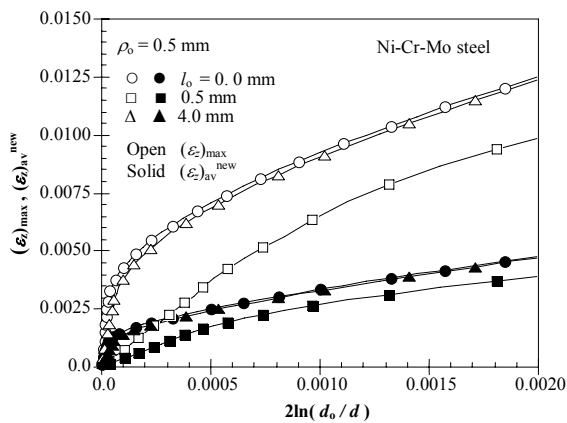 0.0150
0.0125
0.0100
0.0075
0.0050
0.0025
0.0
(εz)max , (εz)av^new
ρo = 0.5 mm
Ni-Cr-Mo steel
lo = 0.0 mm
0.5 mm
4.0 mm
Open (εz)max
Solid (εz)av^new
0.0 0.0005 0.0010 0.0015 0.0020
2ln(do/d)